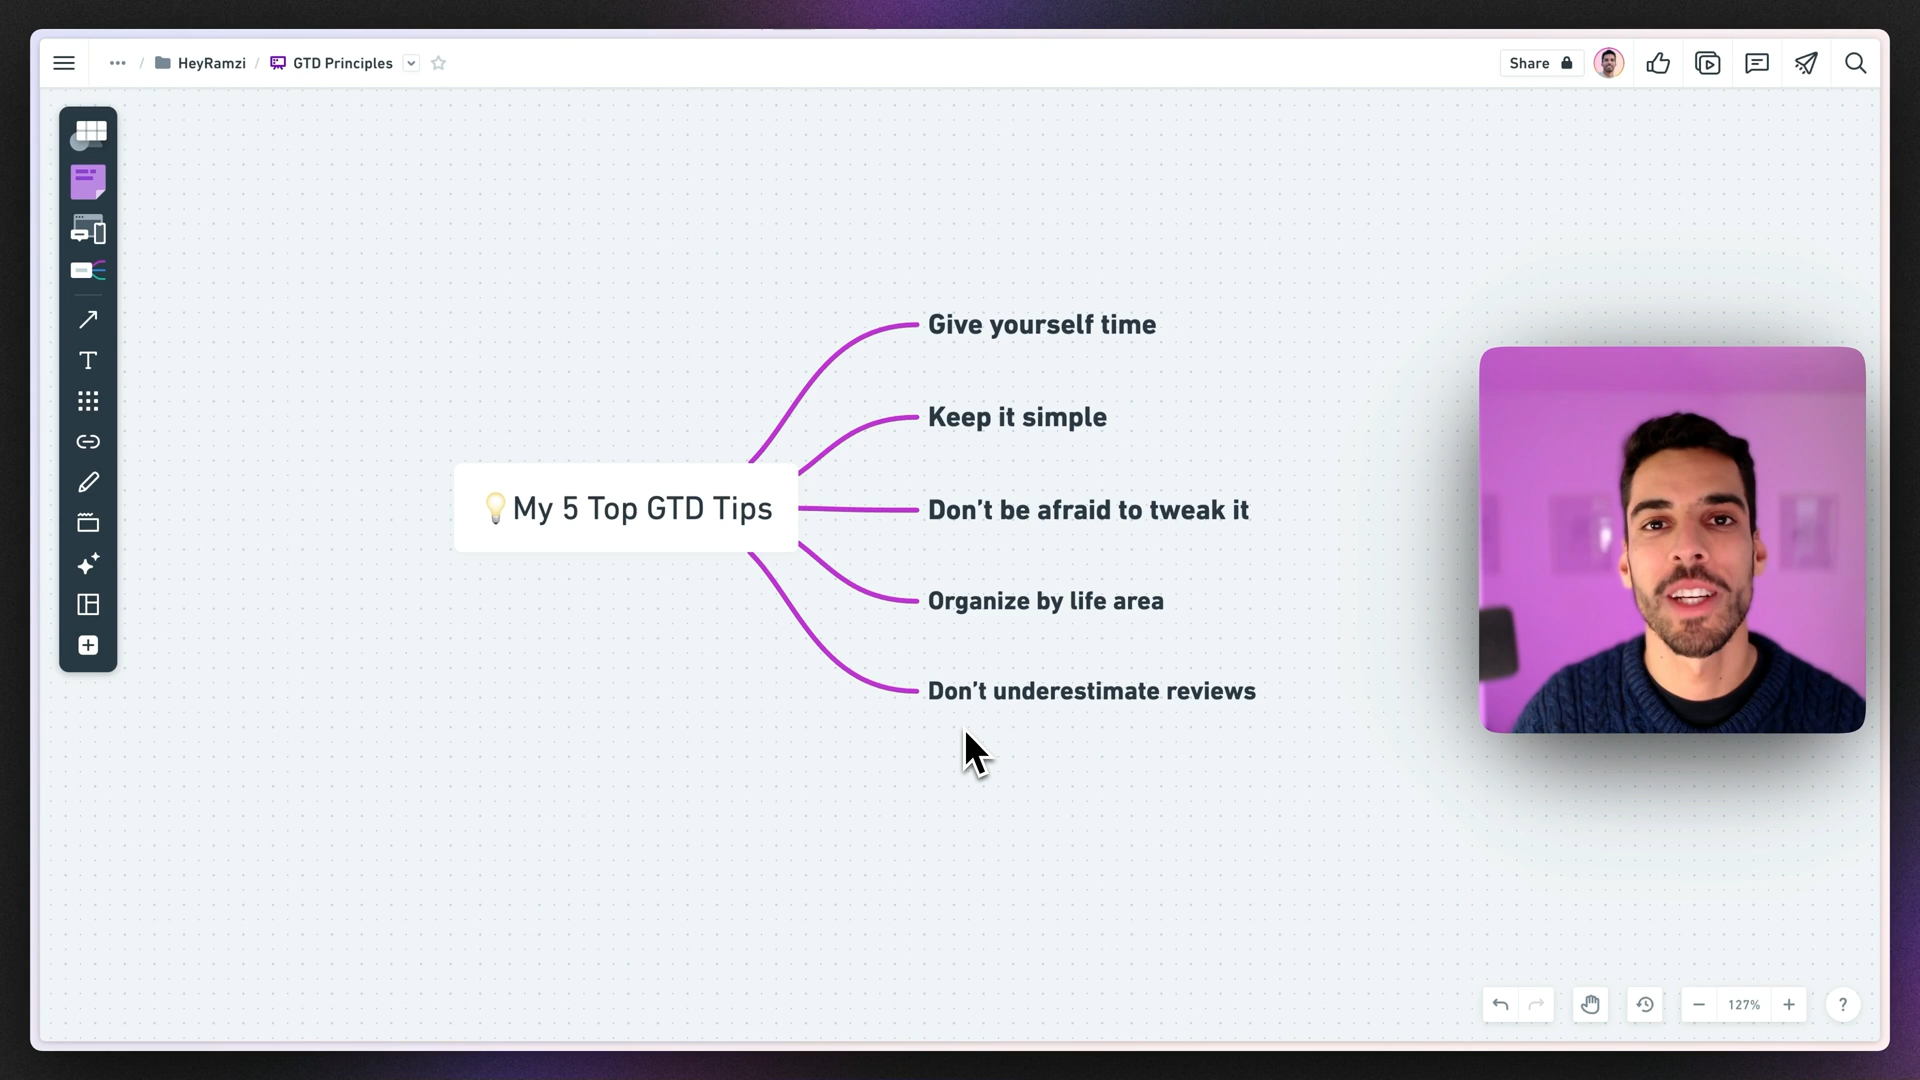 ... / HeyRamzi / GTD Principles
Share
Give yourself time
Keep it simple
💡My 5 Top GTD Tips
Don’t be afraid to tweak it
Organize by life area
Don’t underestimate reviews
127%
?